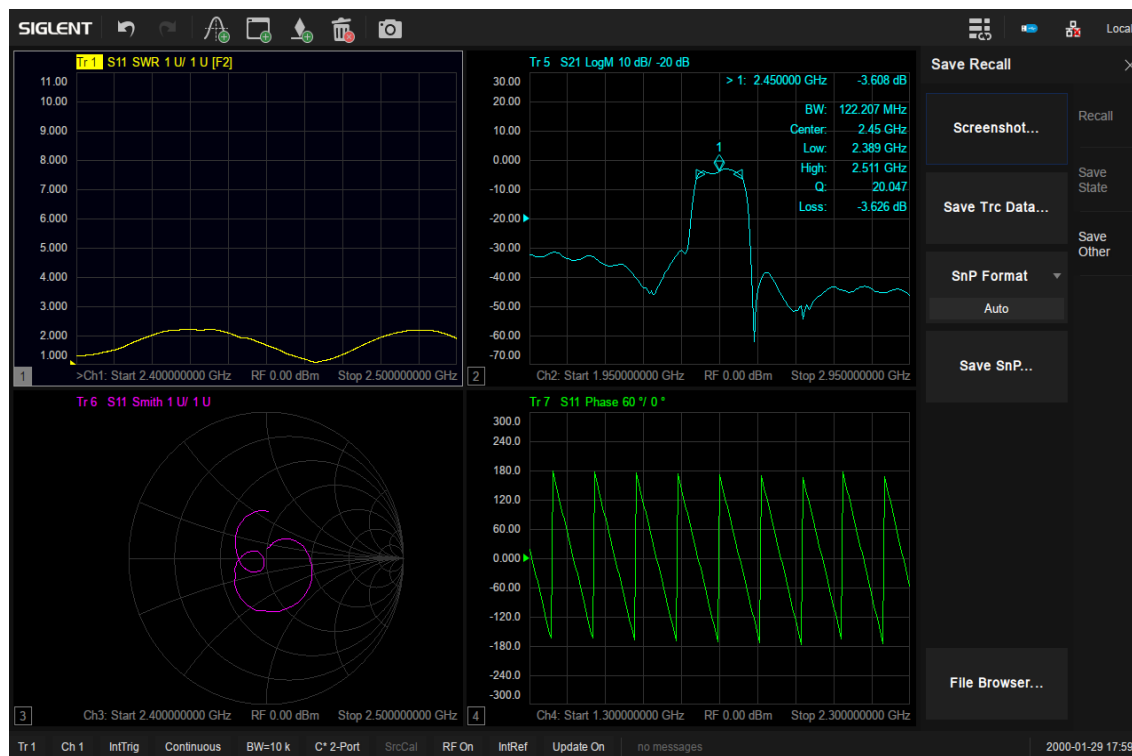 SIGLENT
Local
Tr 1 S11 SWR 1 U/ 1 U [F2]
11.00
10.00
9.000
8.000
7.000
6.000
5.000
4.000
3.000
2.000
1.000
1
>Ch1: Start 2.400000000 GHz RF 0.00 dBm Stop 2.500000000 GHz
Tr 5 S21 LogM 10 dB/ -20 dB
> 1: 2.450000 GHz -3.608 dB
BW: 122.207 MHz
Center: 2.45 GHz
Low: 2.389 GHz
High: 2.511 GHz
Q: 20.047
Loss: -3.626 dB
1
30.00
20.00
10.00
0.000
-10.00
-20.00
-30.00
-40.00
-50.00
-60.00
-70.00
2
Ch2: Start 1.950000000 GHz RF 0.00 dBm Stop 2.950000000 GHz
Tr 6 S11 Smith 1 U/ 1 U
3
Ch3: Start 2.400000000 GHz RF 0.00 dBm Stop 2.500000000 GHz
Tr 7 S11 Phase 60 °/ 0 °
300.0
240.0
180.0
120.0
60.00
0.000
-60.00
-120.0
-180.0
-240.0
-300.0
4
Ch4: Start 1.300000000 GHz RF 0.00 dBm Stop 2.300000000 GHz
Save Recall
Screenshot...
Save Trc Data...
SnP Format
Auto
Save SnP...
File Browser...
Recall
Save
State
Save
Other
Tr 1 Ch 1 IntTrig Continuous BW=10 k C* 2-Port SrcCal RF On IntRef Update On no messages 2000-01-29 17:59